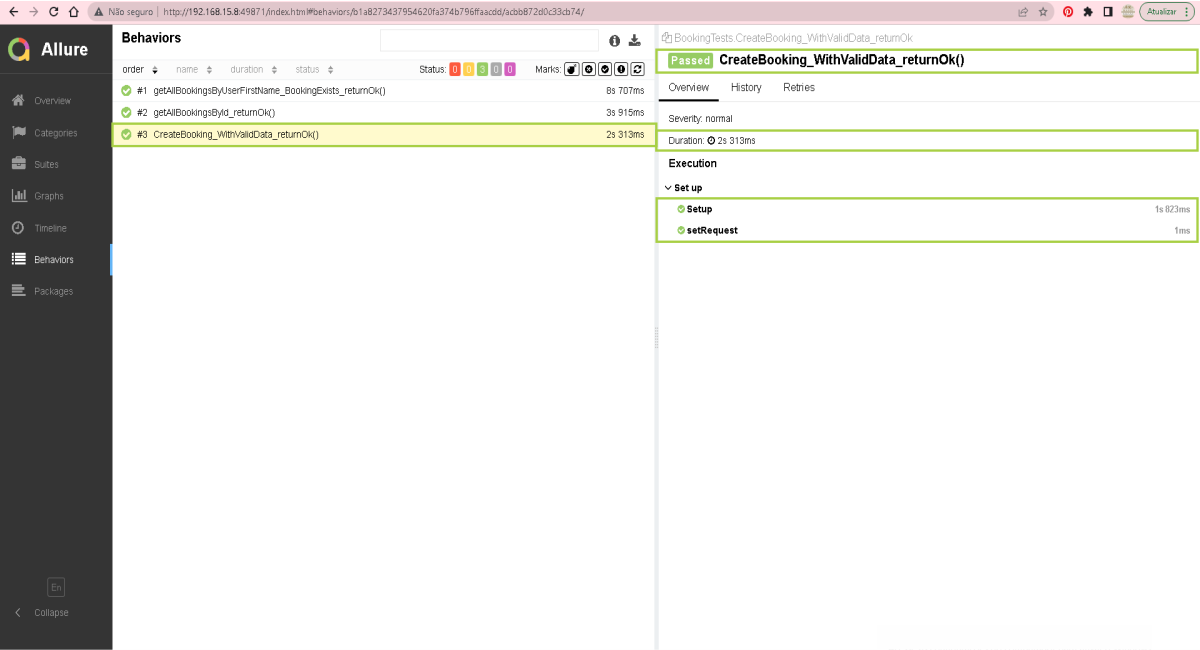 Não seguro | http://192.168.15.8:49871/index.html#behaviors/b1a8273437954620fa374b796ffaacdd/acbb872d0c33cb74/
Atualizar
Allure
Overview
Categories
Suites
Graphs
Timeline
Behaviors
Packages
En
Collapse
Behaviors
order name duration status Status: 0 0 3 0 0 Marks:
#1 getAllBookingsByUserFirstName_BookingExists_returnOk() 8s 707ms
#2 getAllBookingsById_returnOk() 3s 915ms
#3 CreateBooking_WithValidData_returnOk() 2s 313ms
BookingTests.CreateBooking_WithValidData_returnOk
Passed CreateBooking_WithValidData_returnOk()
Overview History Retries
Severity: normal
Duration: 2s 313ms
Execution
Set up
Setup 1s 823ms
setRequest 1ms